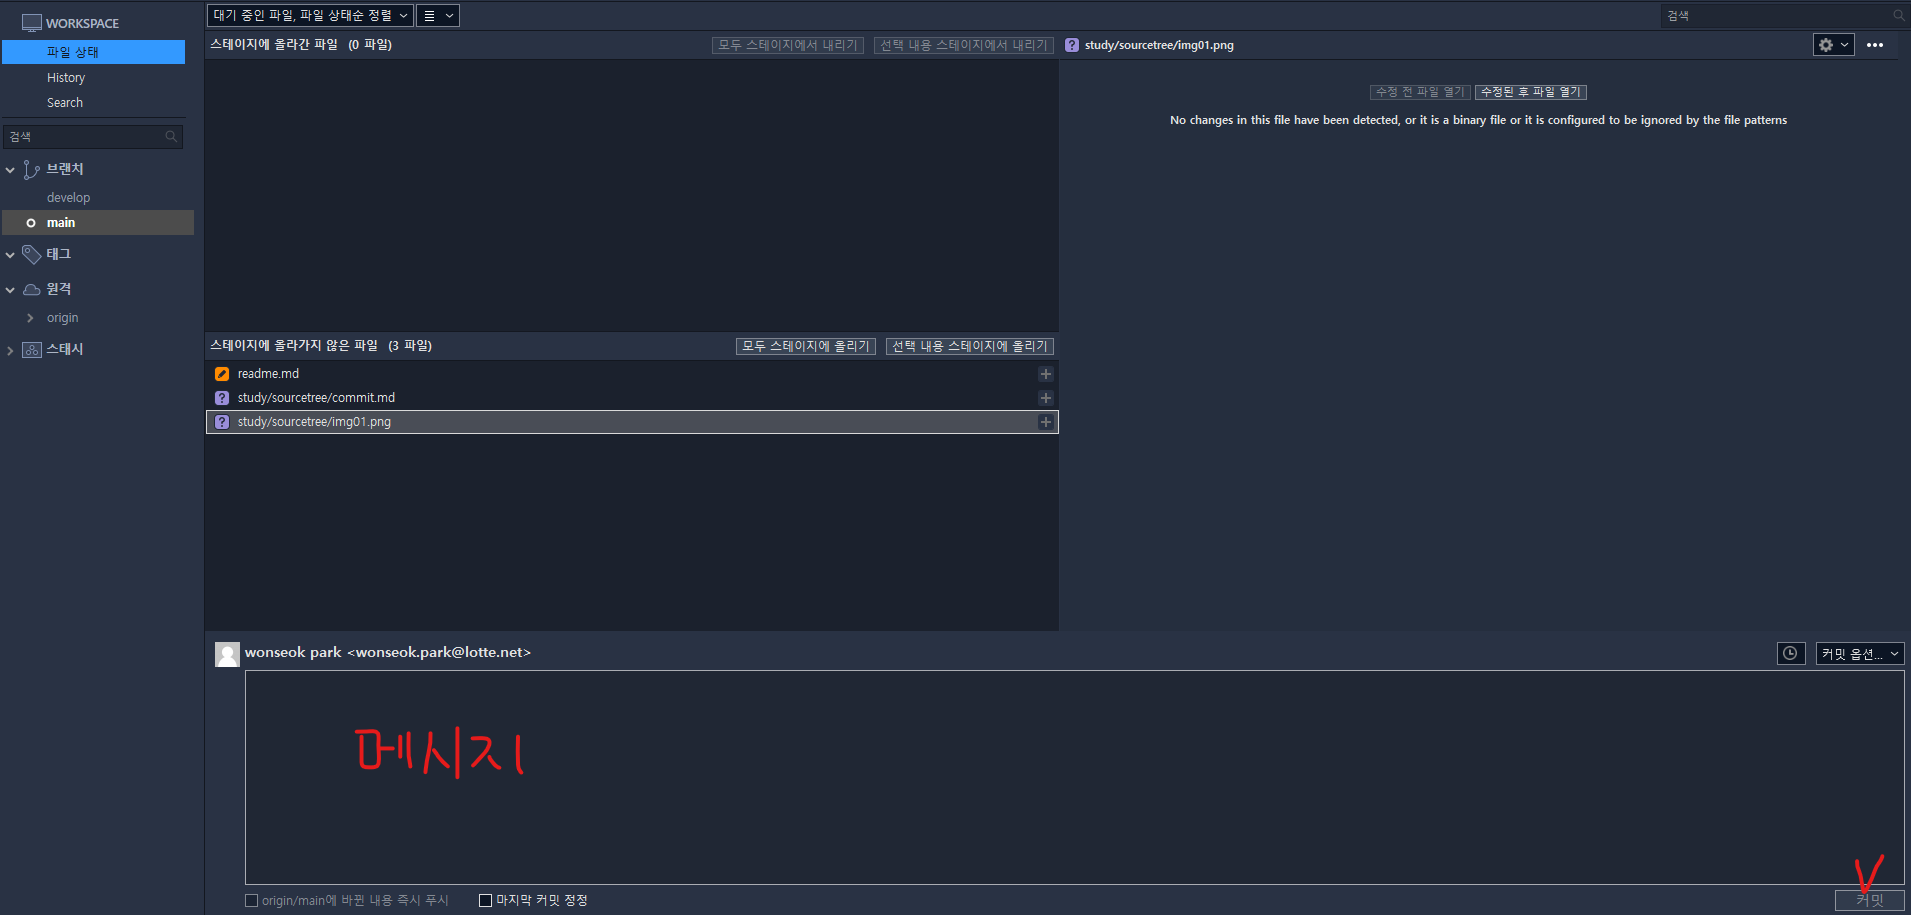 WORKSPACE
파일 상태
History
Search
검색
브랜치
develop
main
태그
원격
origin
스태시
대기 중인 파일, 파일 상태순 정렬
검색
스테이지에 올라간 파일 (0 파일)
모두 스테이지에서 내리기
선택 내용 스테이지에서 내리기
스테이지에 올라가지 않은 파일 (3 파일)
모두 스테이지에 올리기
선택 내용 스테이지에 올리기
readme.md
study/sourcetree/commit.md
study/sourcetree/img01.png
study/sourcetree/img01.png
수정 전 파일 열기
수정된 후 파일 열기
No changes in this file have been detected, or it is a binary file or it is configured to be ignored by the file patterns
wonseok park <wonseok.park@lotte.net>
커밋 옵션...
메시지
origin/main에 바뀐 내용 즉시 푸시
마지막 커밋 정정
V
커밋